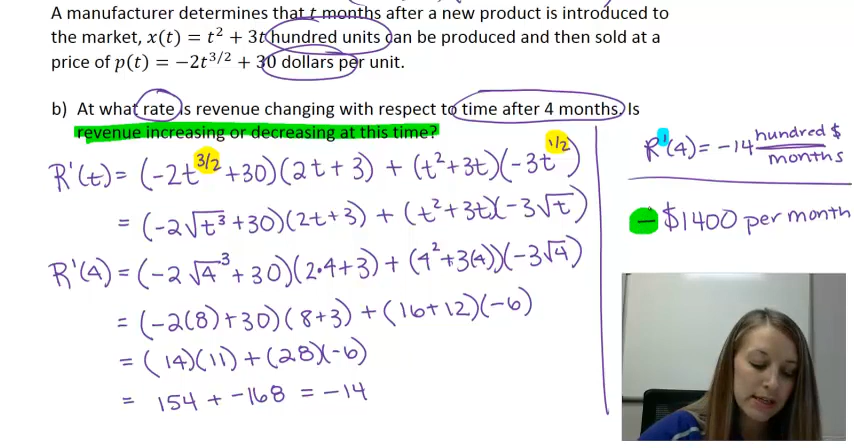 A manufacturer determines that t months after a new product is introduced to
the market, x(t) = t² + 3t hundred units can be produced and then sold at a
price of p(t) = −2t^{3/2} + 30 dollars per unit.
b) At what rate is revenue changing with respect to time after 4 months. Is
revenue increasing or decreasing at this time?
R'(t) = (-2t^{3/2} +30)(2t+3) + (t²+3t)(-3t^{1/2})
= (-2√t³ +30)(2t+3) + (t²+3t)(-3√t)
R'(4) = (-2√4³ +30)(2·4+3) + (4²+3(4))(-3√4)
= (-2(8)+30)(8+3) + (16+12)(-6)
= (14)(11) + (28)(-6)
= 154 + -168 = -14
R'(4) = -14 hundred $
months
- $1400 per month